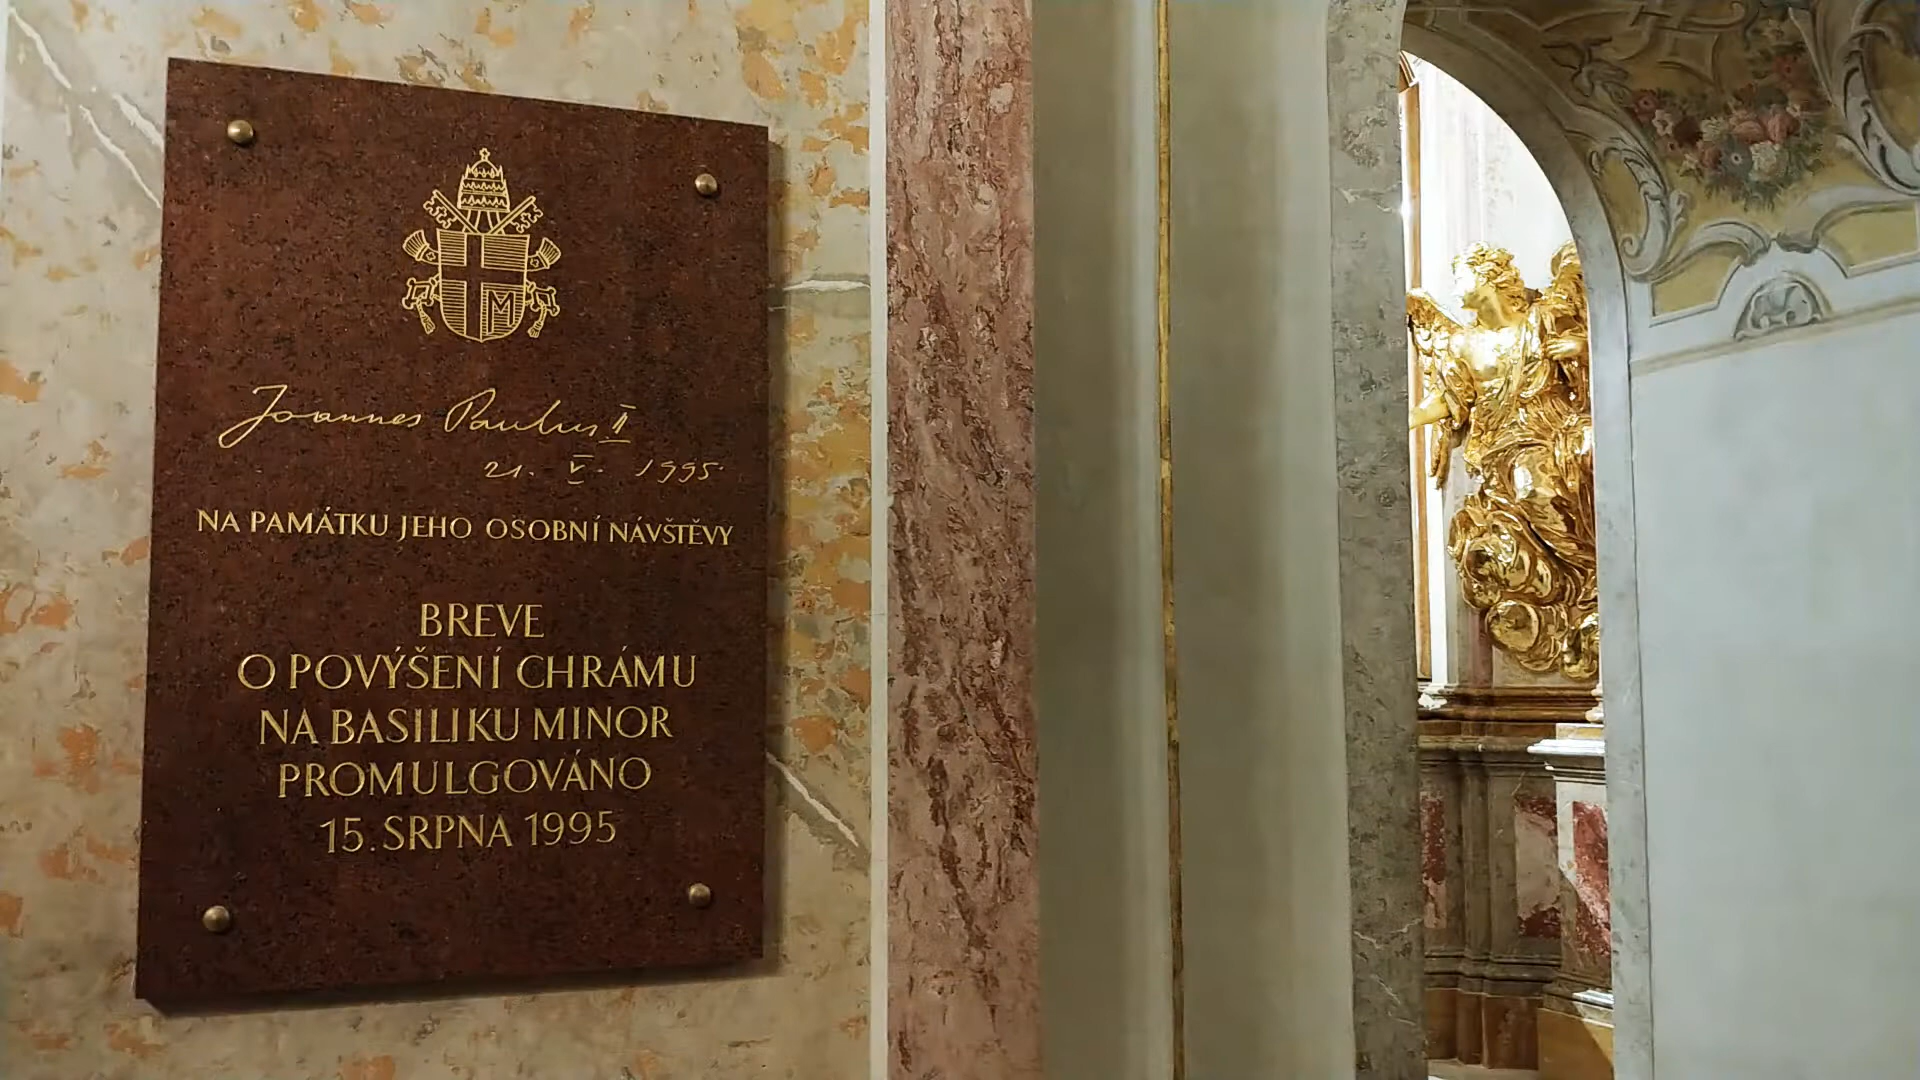 M
Joannes Paulus II
21. V. 1995
NA PAMÁTKU JEHO OSOBNÍ NÁVŠTĚVY
BREVE
O POVÝŠENÍ CHRÁMU
NA BASILIKU MINOR
PROMULGOVÁNO
15. SRPNA 1995